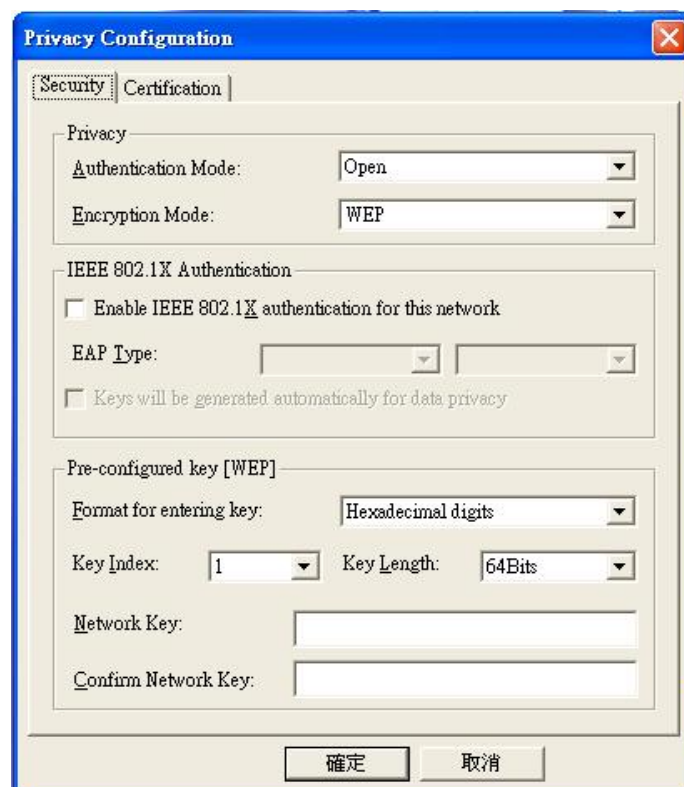 Privacy Configuration
Security Certification
Privacy
Authentication Mode: Open
Encryption Mode: WEP
IEEE 802.1X Authentication
Enable IEEE 802.1X authentication for this network
EAP Type:
Keys will be generated automatically for data privacy
Pre-configured key [WEP]
Format for entering key: Hexadecimal digits
Key Index: 1 Key Length: 64Bits
Network Key:
Confirm Network Key:
確定 取消